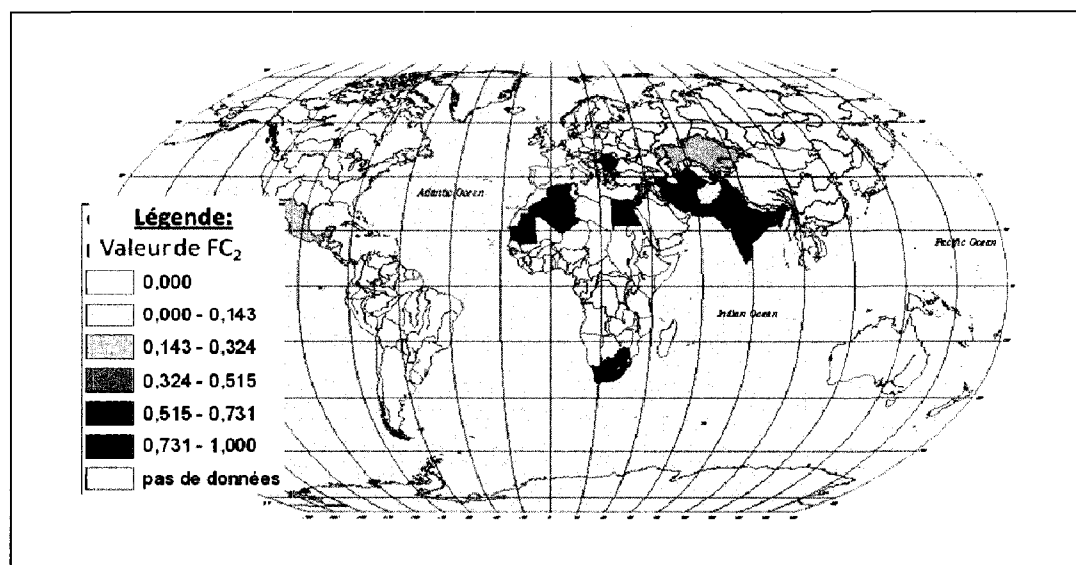 Atlantic Ocean
Pacific Ocean
Indian Ocean
Légende:
Valeur de FC2
0,000
0,000 - 0,143
0,143 - 0,324
0,324 - 0,515
0,515 - 0,731
0,731 - 1,000
pas de données